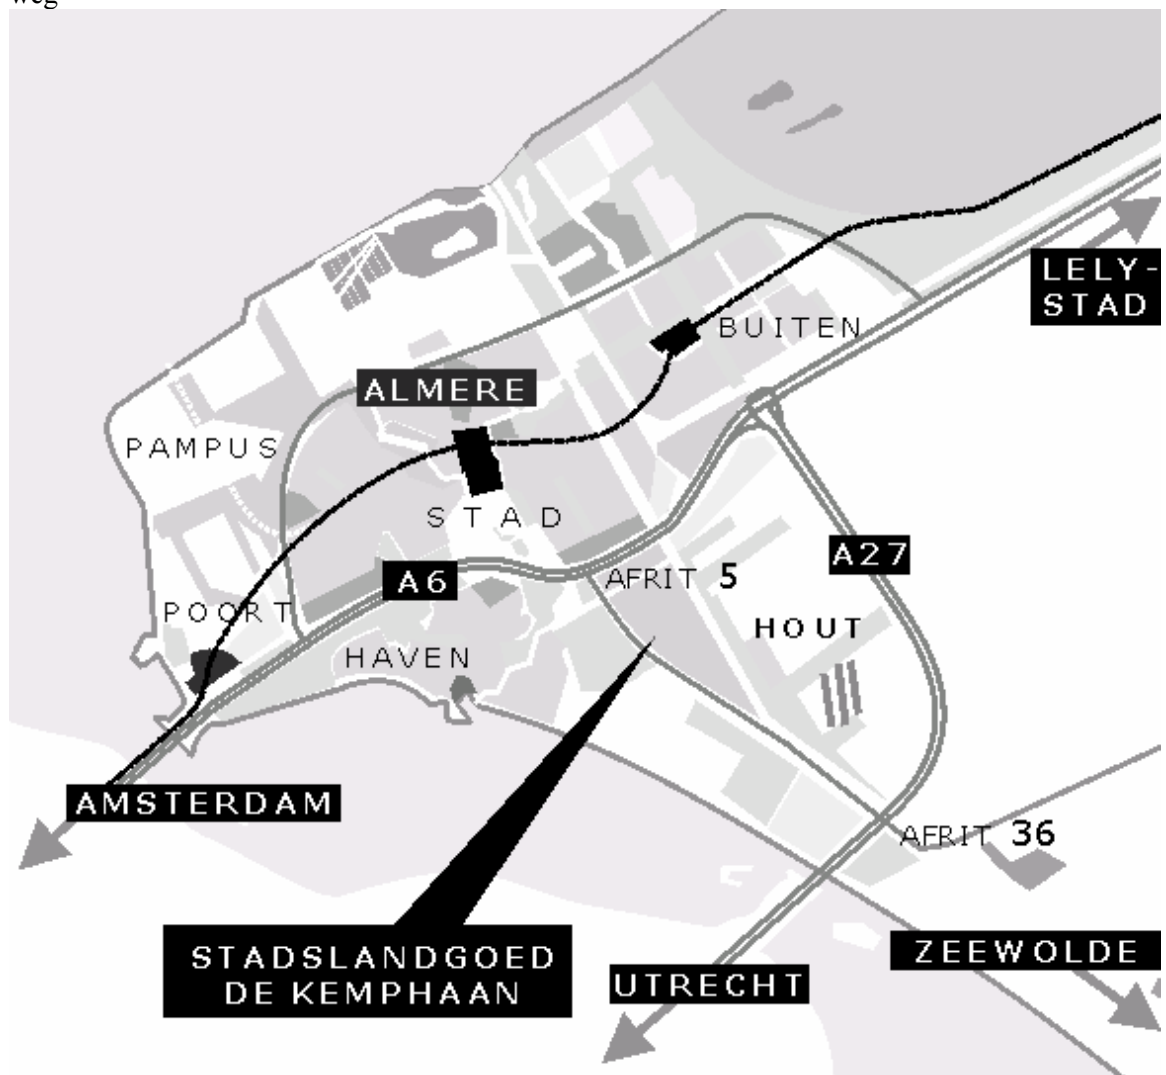 weg
LELY-
STAD
BUITEN
ALMERE
PAMPUS
STAD
A27
A6
AFRIT 5
POORT
HOUT
HAVEN
AMSTERDAM
AFRIT 36
STADSLANDGOED
DE KEMPHAAN
ZEEWOLDE
UTRECHT